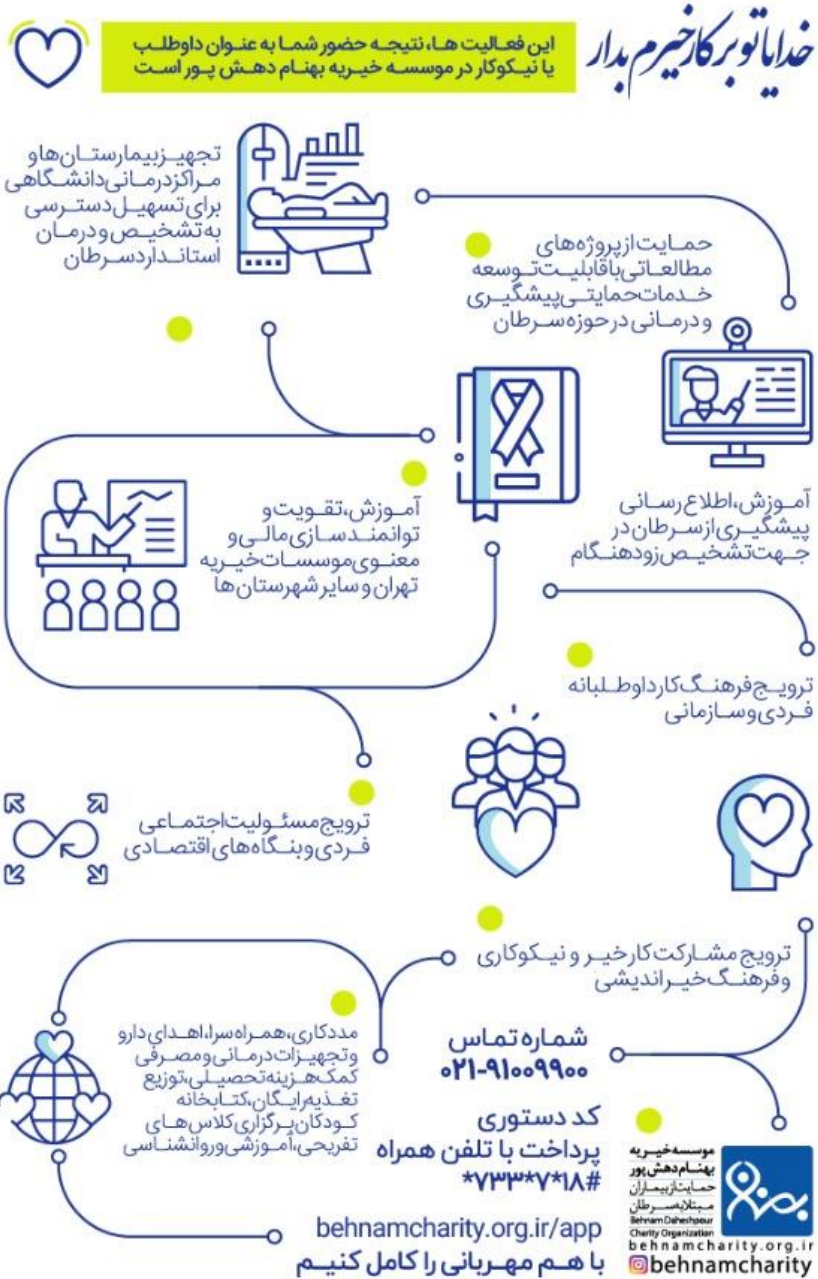 خدایا تو بر کار خیرم بدار
این فعالیت ها، نتیجه حضور شما به عنوان داوطلب
یا نیکوکار در موسسه خیریه بهنام دهش پور است
تجهیز بیمارستان ها و
مراکز درمانی دانشگاهی
برای تسهیل دسترسی
به تشخیص و درمان
استاندارد سرطان
حمایت از پروژه های
مطالعاتی با قابلیت توسعه
خدمات حمایتی پیشگیری
و درمانی در حوزه سرطان
آموزش، اطلاع رسانی
پیشگیری از سرطان در
جهت تشخیص زودهنگام
آموزش، تقویت و
توانمندسازی مالی و
معنوی موسسات خیریه
تهران و سایر شهرستان ها
ترویج فرهنگ کار داوطلبانه
فردی و سازمانی
ترویج مسئولیت اجتماعی
فردی و بنگاه های اقتصادی
ترویج مشارکت کار خیر و نیکوکاری
و فرهنگ خیر اندیشی
مددکاری، همراه سرا، اهدای دارو
و تجهیزات درمانی و مصرفی
کمک هزینه تحصیلی، توزیع
تغذیه رایگان، کتابخانه
کودکان برگزاری کلاس های
تفریحی، آموزشی و روانشناسی
شماره تماس
۰۲۱-۹۱۰۰۹۹۰۰
کد دستوری
پرداخت با تلفن همراه
*۷۳۳*۷*۱۸#
behnamcharity.org.ir/app
با هم مهربانی را کامل کنیم
موسسه خیریه
بهنام دهش پور
حمایت از بیماران
مبتلا به سرطان
Behnam Daheshpour
Charity Organization
بهنام
behnamcharity.org.ir
behnamcharity